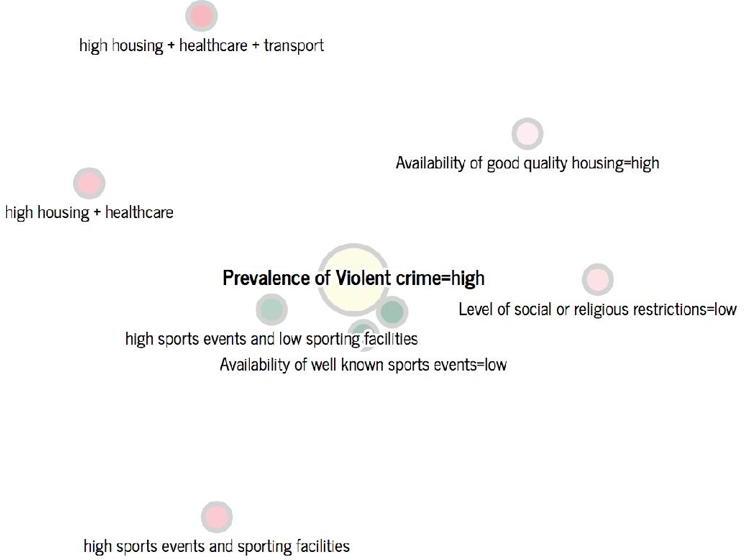 high housing + healthcare + transport
Availability of good quality housing=high
high housing + healthcare
Prevalence of Violent crime=high
Level of social or religious restrictions=low
high sports events and low sporting facilities
Availability of well known sports events=low
high sports events and sporting facilities